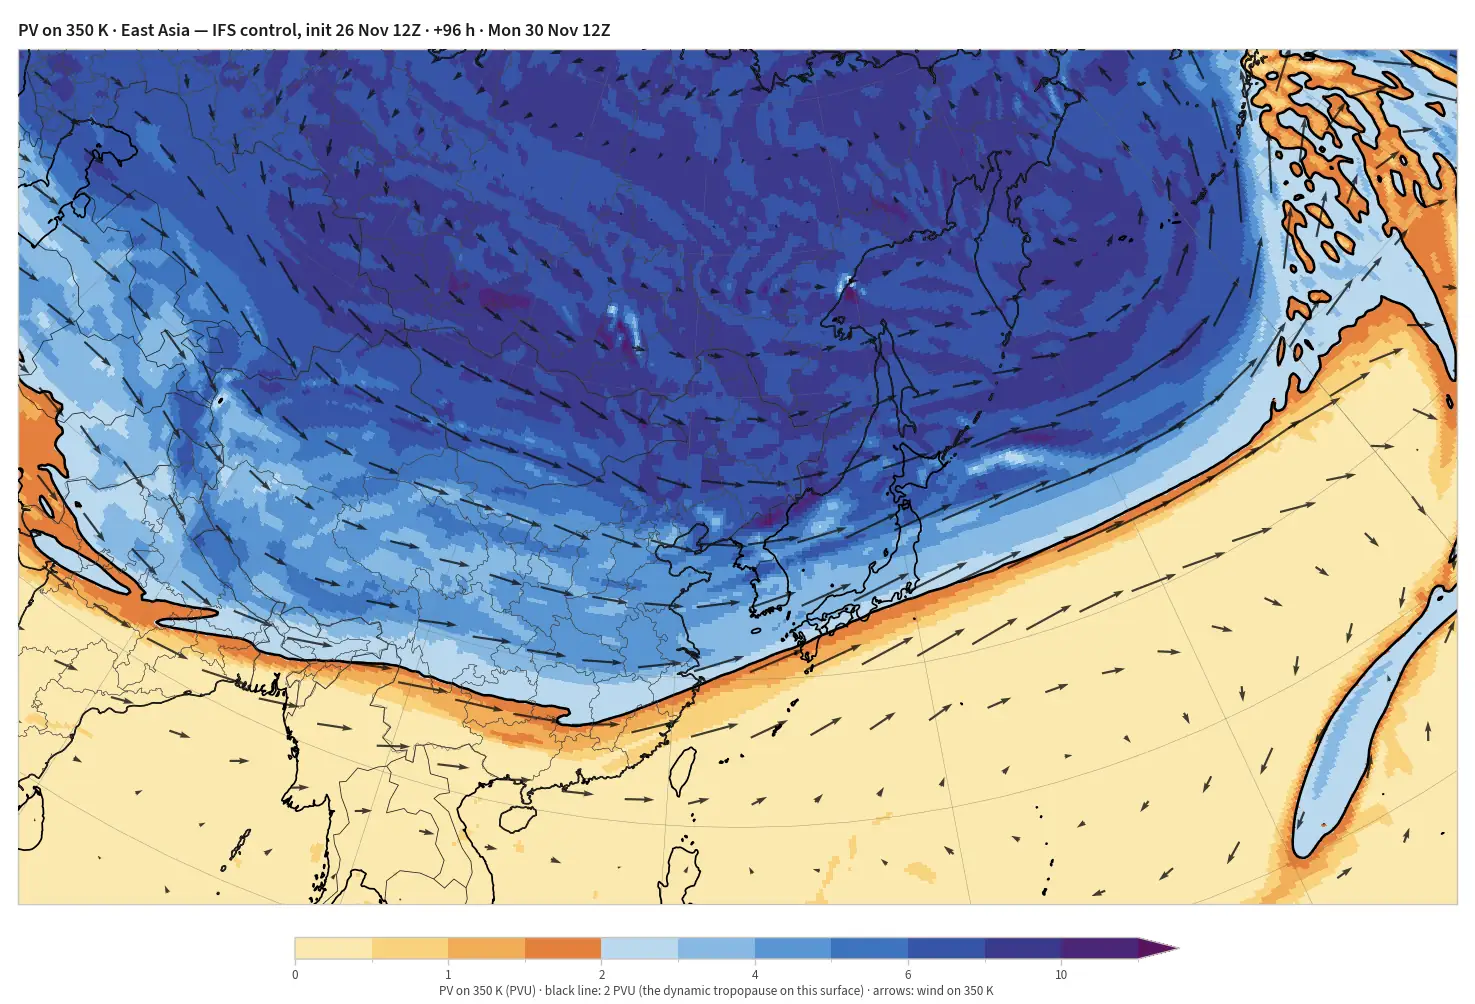 PV on 350 K · East Asia — IFS control, init 26 Nov 12Z · +96 h · Mon 30 Nov 12Z
0 1 2 4 6 10
PV on 350 K (PVU) · black line: 2 PVU (the dynamic tropopause on this surface) · arrows: wind on 350 K